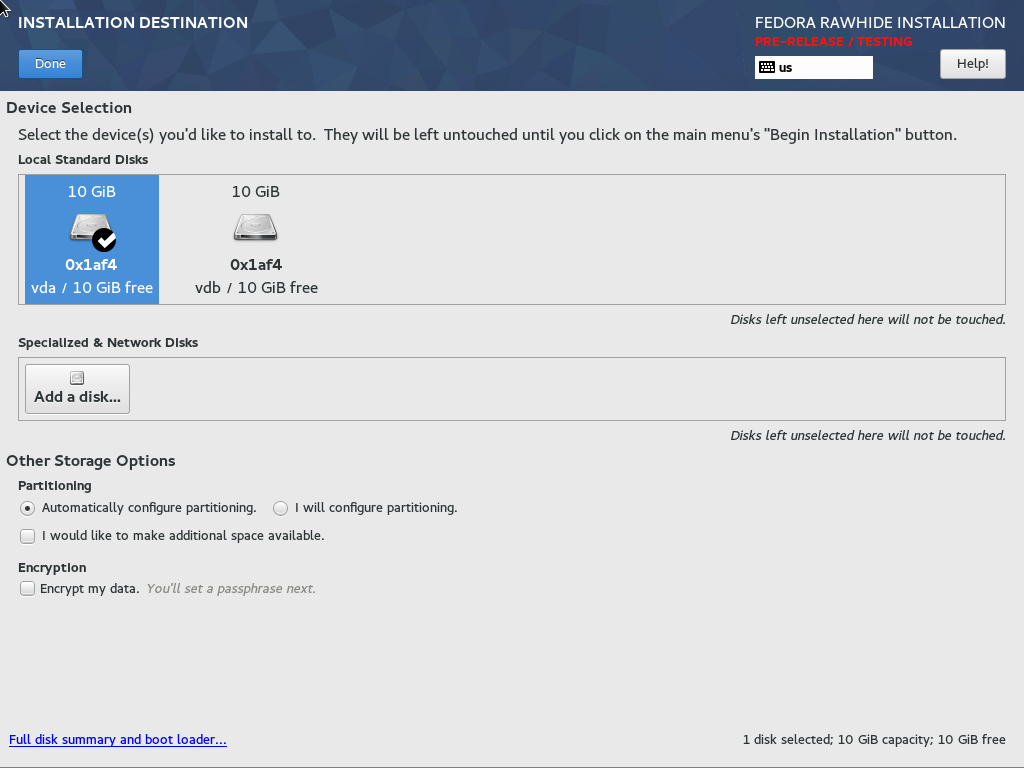 INSTALLATION DESTINATION
FEDORA RAWHIDE INSTALLATION
PRE-RELEASE / TESTING
Done
us
Help!
Device Selection
Select the device(s) you'd like to install to.  They will be left untouched until you click on the main menu's "Begin Installation" button.
Local Standard Disks
10 GiB
0x1af4
vda / 10 GiB free
10 GiB
0x1af4
vdb / 10 GiB free
Disks left unselected here will not be touched.
Specialized & Network Disks
Add a disk...
Disks left unselected here will not be touched.
Other Storage Options
Partitioning
Automatically configure partitioning.
I will configure partitioning.
I would like to make additional space available.
Encryption
Encrypt my data. You'll set a passphrase next.
Full disk summary and boot loader...
1 disk selected; 10 GiB capacity; 10 GiB free